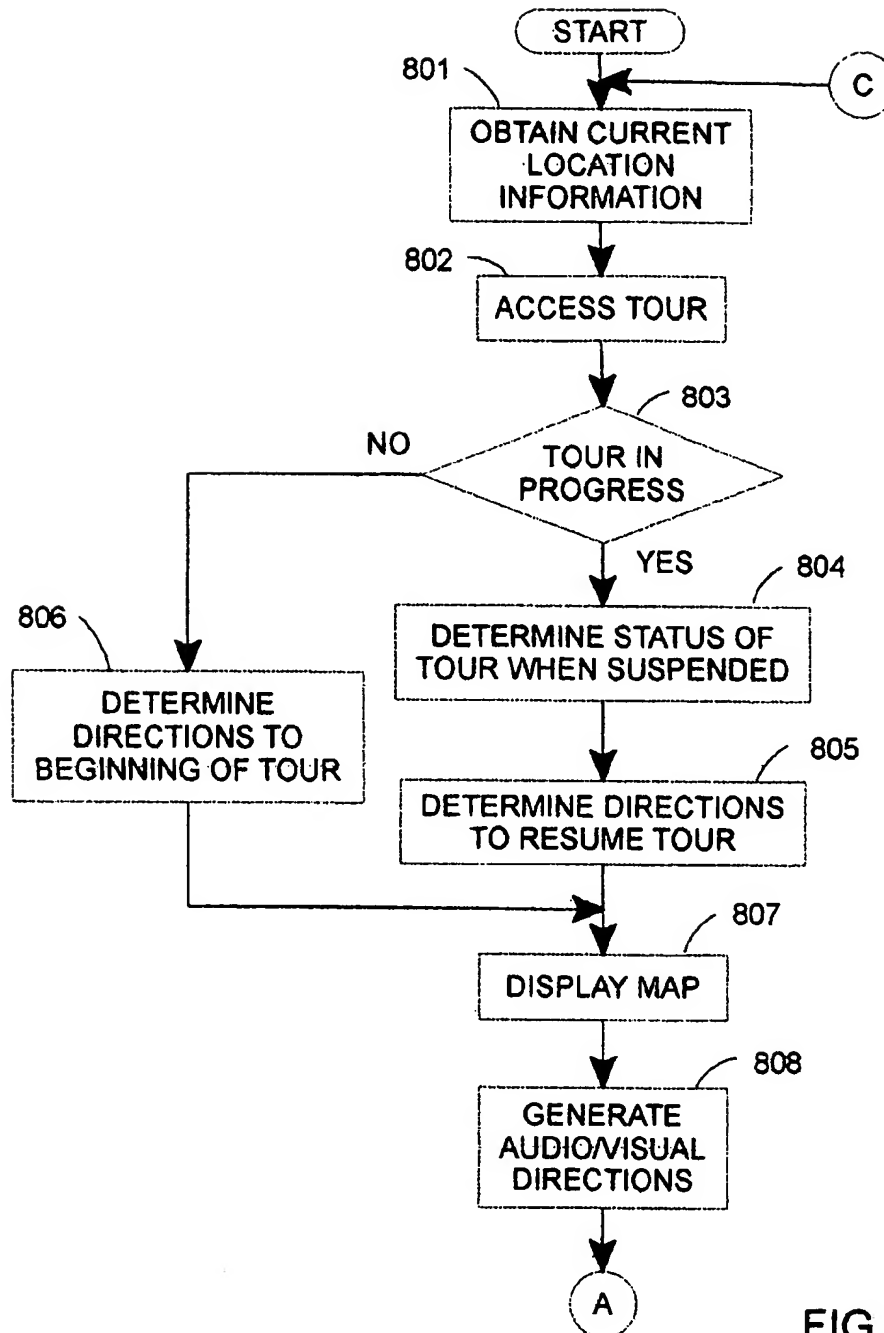 START
801
C
OBTAIN CURRENT
LOCATION
INFORMATION
802
ACCESS TOUR
803
NO
TOUR IN
PROGRESS
YES
804
806
DETERMINE STATUS OF
TOUR WHEN SUSPENDED
DETERMINE
DIRECTIONS TO
BEGINNING OF TOUR
805
DETERMINE DIRECTIONS
TO RESUME TOUR
807
DISPLAY MAP
808
GENERATE
AUDIO/VISUAL
DIRECTIONS
A
FIG